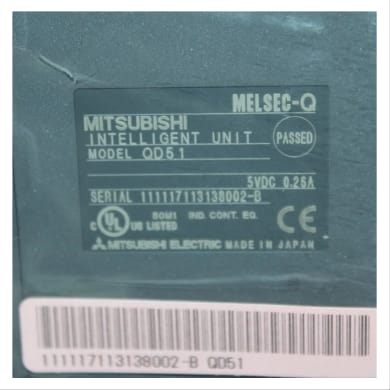 MELSEC-Q
MITSUBISHI
INTELLIGENT UNIT
PASSED
MODEL QD51
5VDC 0.26A
SERIAL 111117113138002-B
80M1 IND. CONT. EQ.
C UL US LISTED
CE
MITSUBISHI ELECTRIC MADE IN JAPAN
111117113138002-B QD51